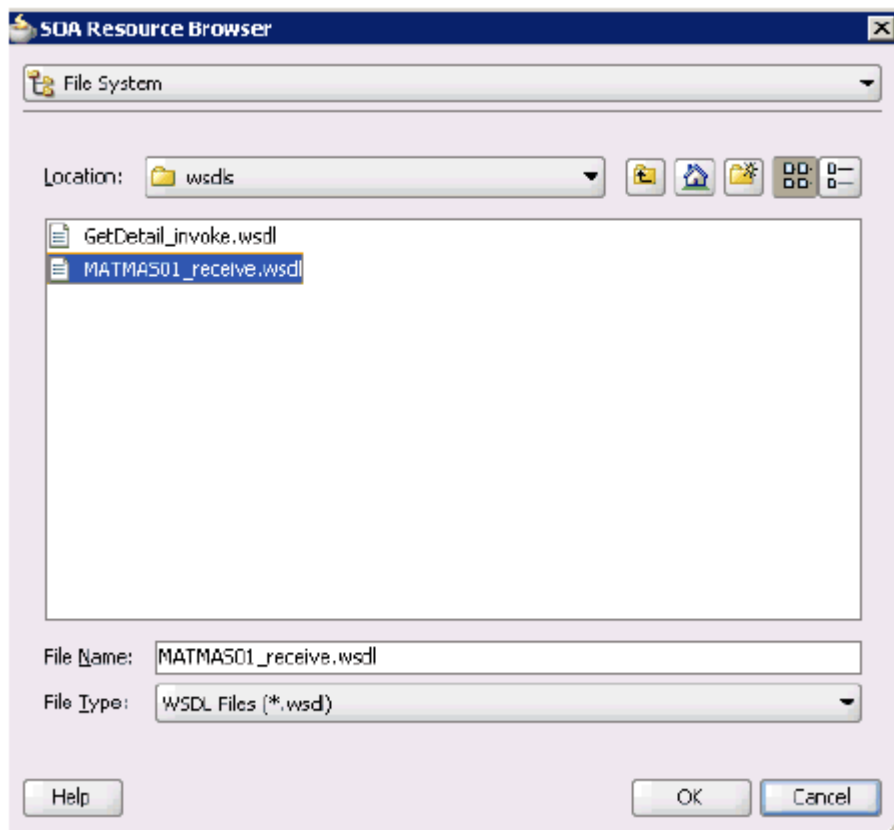 SOA Resource Browser
File System
Location: wsdls
GetDetail_invoke.wsdl
MATMAS01_receive.wsdl
File Name: MATMAS01_receive.wsdl
File Type: WSDL Files (*.wsdl)
Help OK Cancel